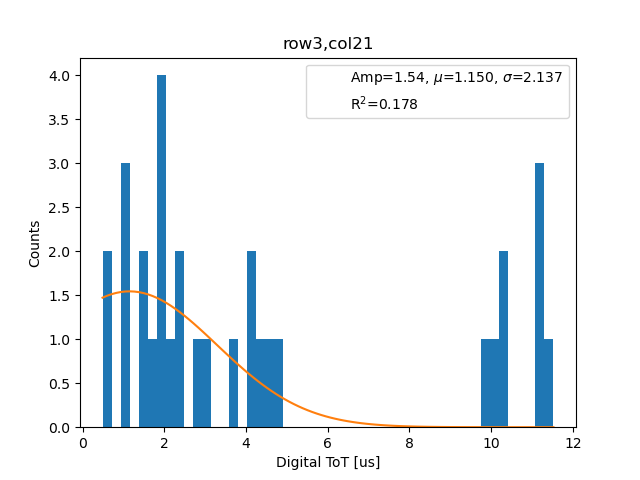 row3,col21
Amp=1.54, μ=1.150, σ=2.137
R²=0.178
Counts
4.0
3.5
3.0
2.5
2.0
1.5
1.0
0.5
0.0
0 2 4 6 8 10 12
Digital ToT [us]